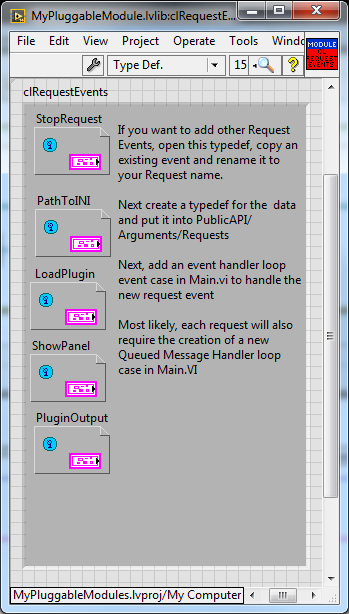 MyPluggableModule.lvlib:clRequestE...
File Edit View Project Operate Tools Windo
MODULE
CL
REQUEST
EVENTS
Type Def.
15
?
clRequestEvents
StopRequest
If you want to add other Request
Events, open this typedef, copy an
existing event and rename it to
your Request name.
PathToINI
Next create a typedef for the data
and put it into PublicAPI/
Arguments/Requests
LoadPlugin
Next, add an event handler loop
event case in Main.vi to handle the
new request event
ShowPanel
Most likely, each request will also
require the creation of a new
Queued Message Handler loop
case in Main.VI
PluginOutput
MyPluggableModules.lvproj/My Computer